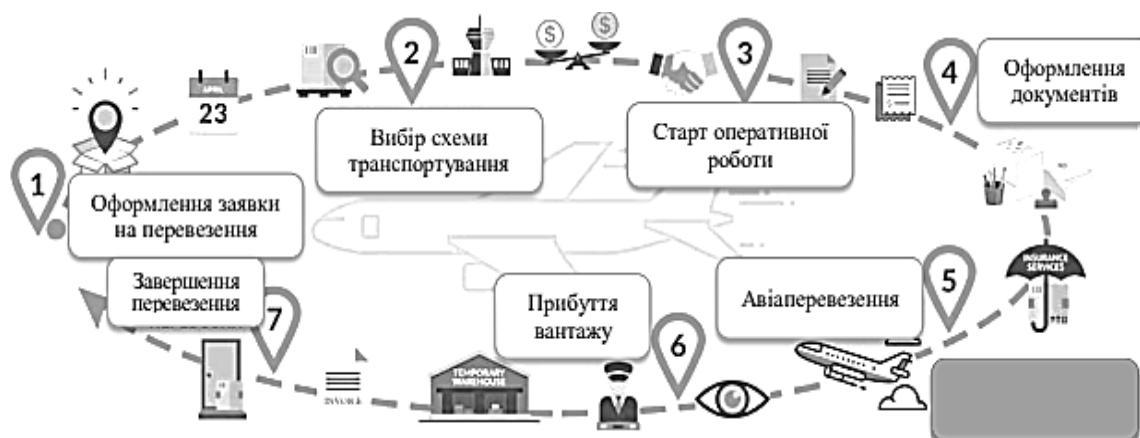 1
Оформлення заявки
на перевезення
APRIL
23
2
Вибір схеми
транспортування
$
$
3
Старт оперативної
роботи
4
Оформлення
документів
INSURANCE
SERVICES
5
Авіаперевезення
6
Прибуття
вантажу
TEMPORARY
WAREHOUSE
7
Завершення
перевезення